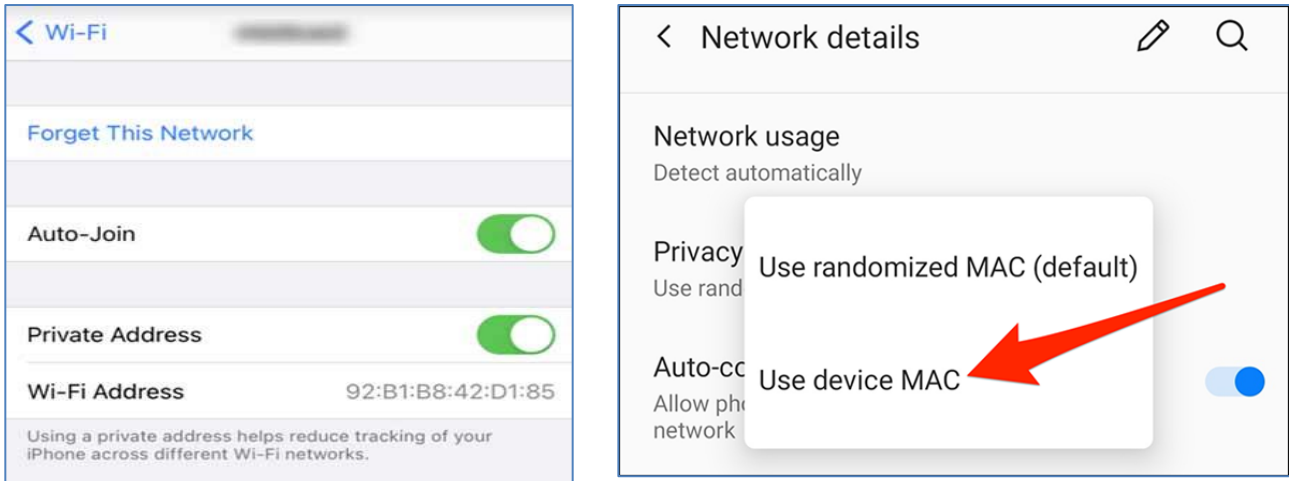 Wi-Fi
Forget This Network
Auto-Join
Private Address
Wi-Fi Address 92:B1:B8:42:D1:85
Using a private address helps reduce tracking of your
iPhone across different Wi-Fi networks.
Network details
Network usage
Detect automatically
Privacy
Use rand
Use randomized MAC (default)
Auto-co
Use device MAC
Allow pho
network